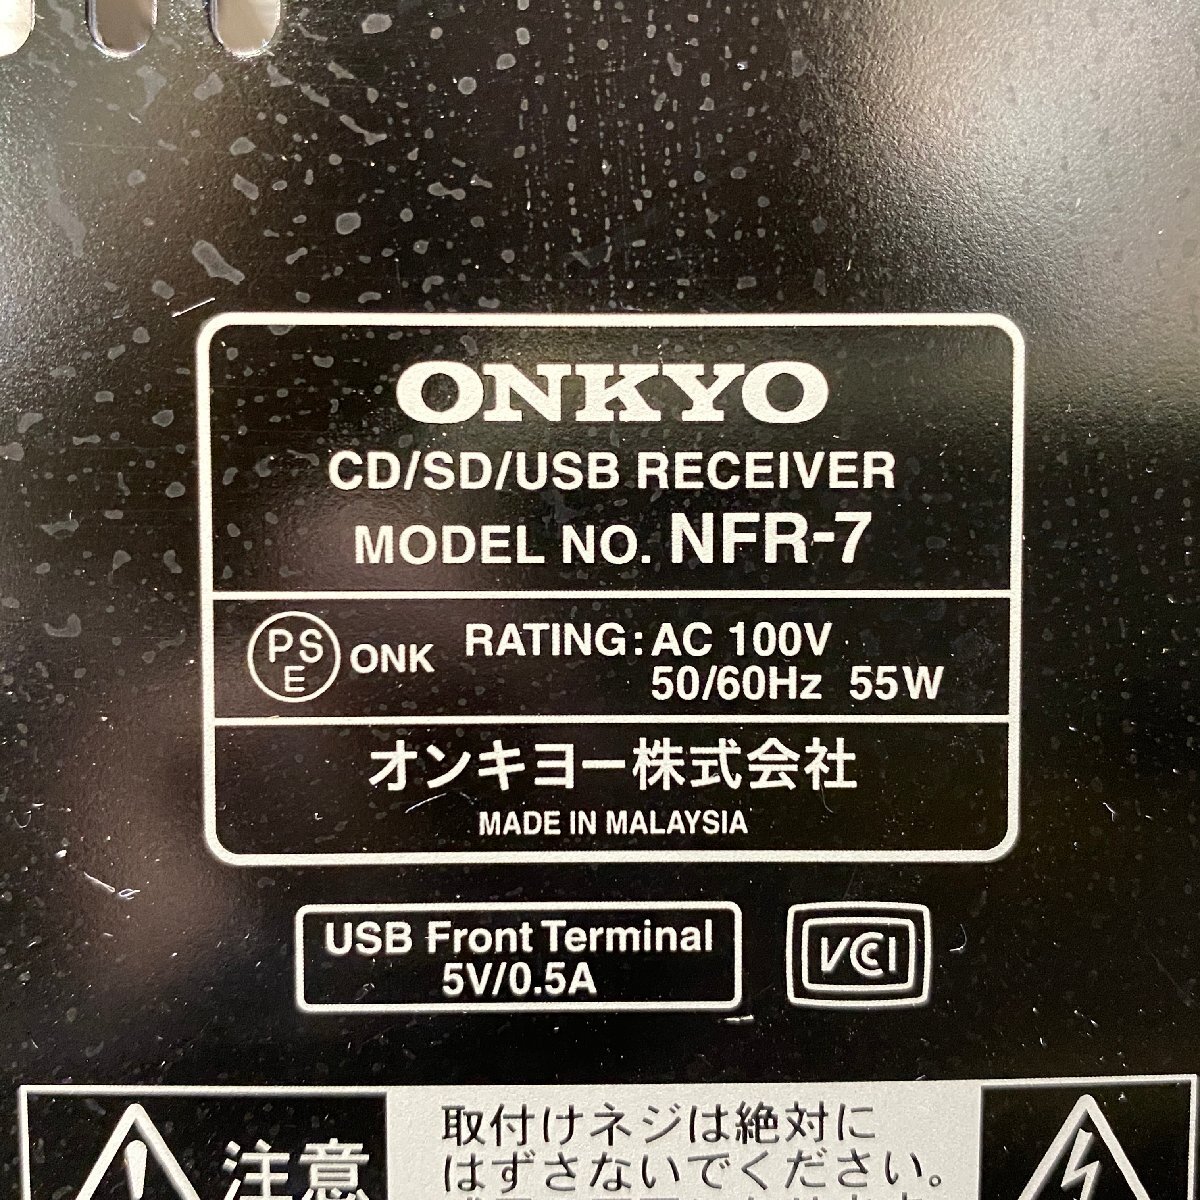 ONKYO
CD/SD/USB RECEIVER
MODEL NO. NFR-7
PSE ONK RATING: AC 100V
50/60Hz 55W
オンキヨー株式会社
MADE IN MALAYSIA
USB Front Terminal
5V/0.5A
VCCI
注意
取付けネジは絶対に
はずさないでください。